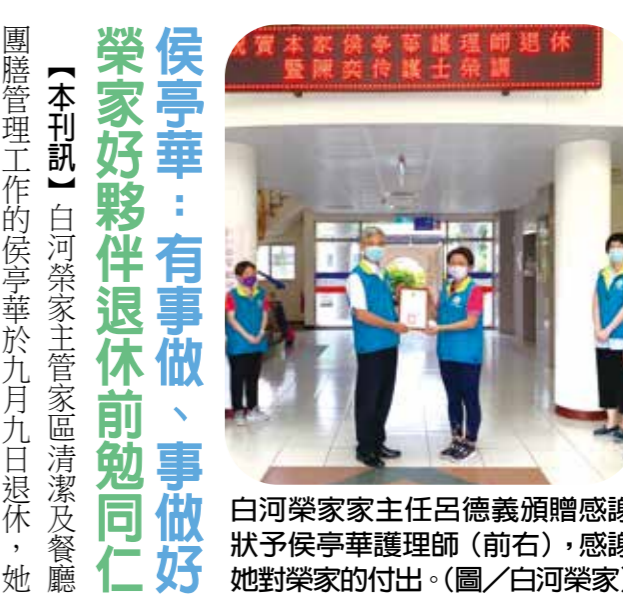 侯亭華：有事做、事做好
榮家好夥伴退休前勉同仁
【本刊訊】白河榮家主管家區清潔及餐廳
團膳管理工作的侯亭華於九月九日退休，她
賀本家侯亭華護理師退休
暨陳奕伶護士榮調
白河榮家家主任呂德義頒贈感謝
狀予侯亭華護理師（前右），感謝
她對榮家的付出。（圖／白河榮家）